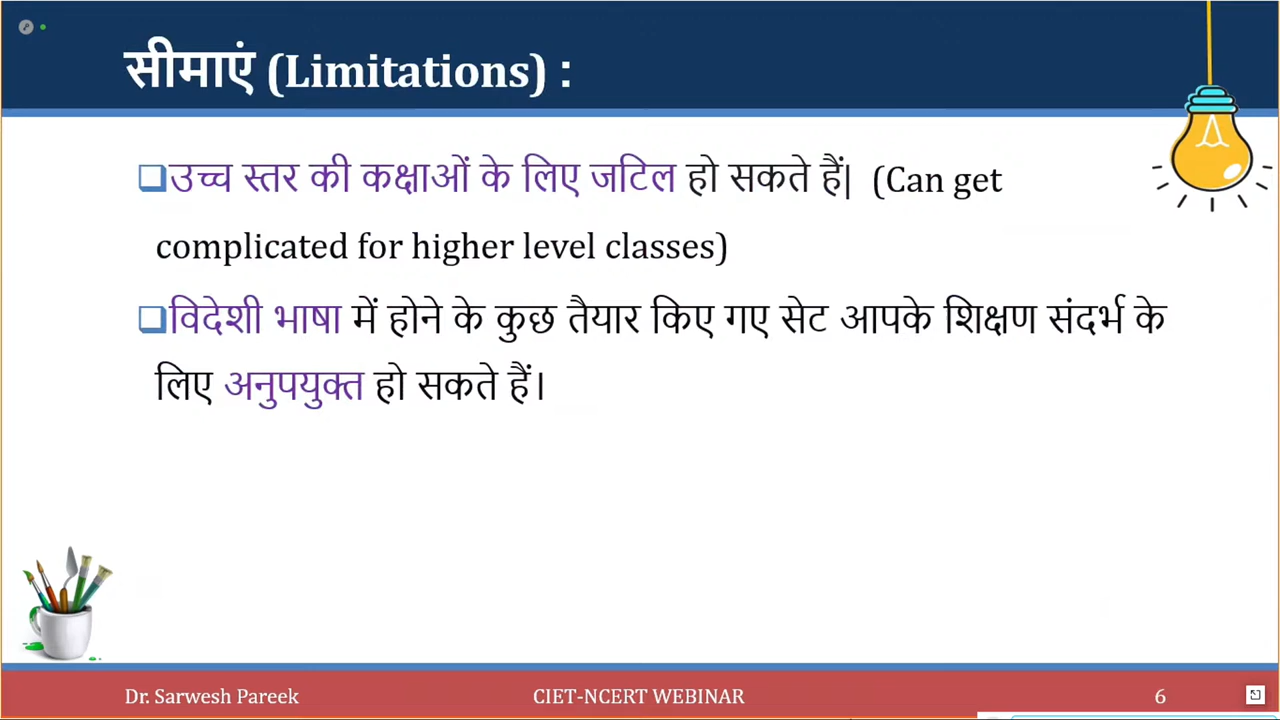 सीमाएं (Limitations) :
उच्च स्तर की कक्षाओं के लिए जटिल हो सकते हैं| (Can get
complicated for higher level classes)
विदेशी भाषा में होने के कुछ तैयार किए गए सेट आपके शिक्षण संदर्भ के
लिए अनुपयुक्त हो सकते हैं।
Dr. Sarwesh Pareek CIET-NCERT WEBINAR 6